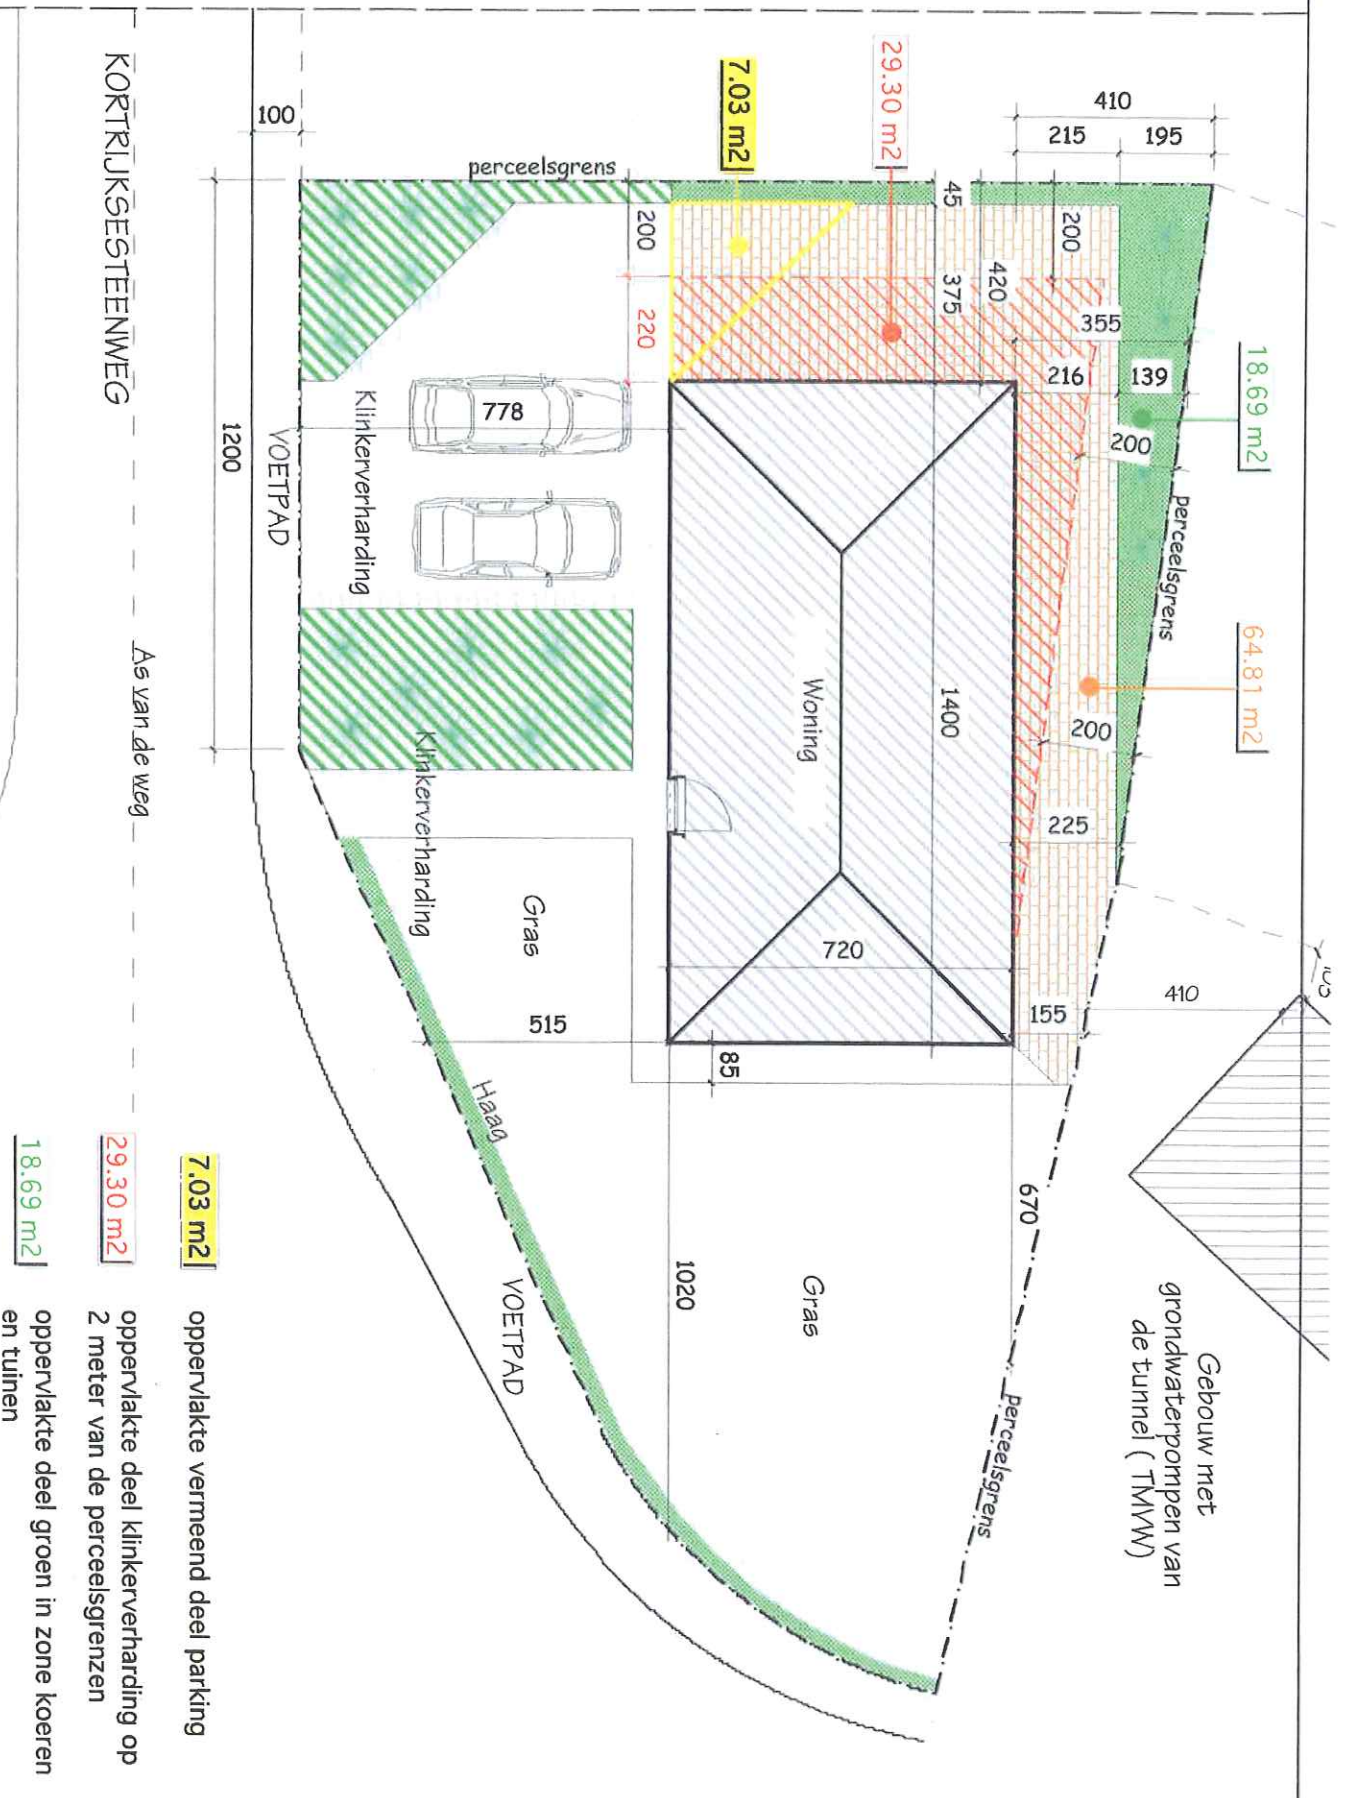 KORTRIJKSESTEENWEG
As van de weg
100
1200
VOETPAD
VOETPAD
perceelsgrens
7.03 m2
29.30 m2
410
215
195
45
200
200
220
375
420
355
216
139
200
200
225
18.69 m2
64.81 m2
perceelsgrens
778
Klinkerverharding
Klinkerverharding
Woning
1400
720
155
410
Gras
515
85
Haag
1020
670
Gras
perceelsgrens
Gebouw met
grondwaterpompen van
de tunnel ( TMVW)
7.03 m2 oppervlakte vermeend deel parking
29.30 m2 oppervlakte deel klinkerverharding op
2 meter van de perceelsgrenzen
18.69 m2 oppervlakte deel groen in zone koeren
en tuinen